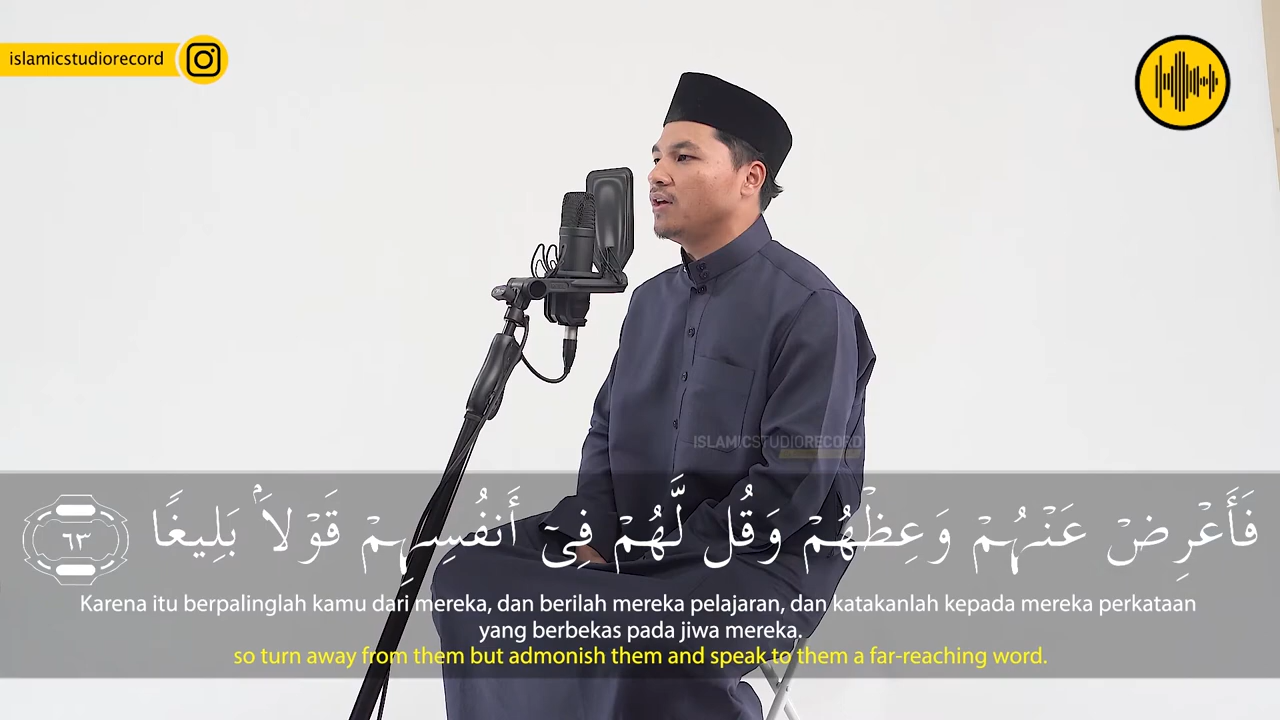 islamicstudiorecord
ISLAMICSTUDIORECORD
فَأَعْرِضْ عَنْهُمْ وَعِظْهُمْ وَقُل لَّهُمْ فِىٓ أَنفُسِهِمْ قَوْلاَۢ بَلِيغًا ٦٣
Karena itu berpalinglah kamu dari mereka, dan berilah mereka pelajaran, dan katakanlah kepada mereka perkataan
yang berbekas pada jiwa mereka.
so turn away from them but admonish them and speak to them a far-reaching word.